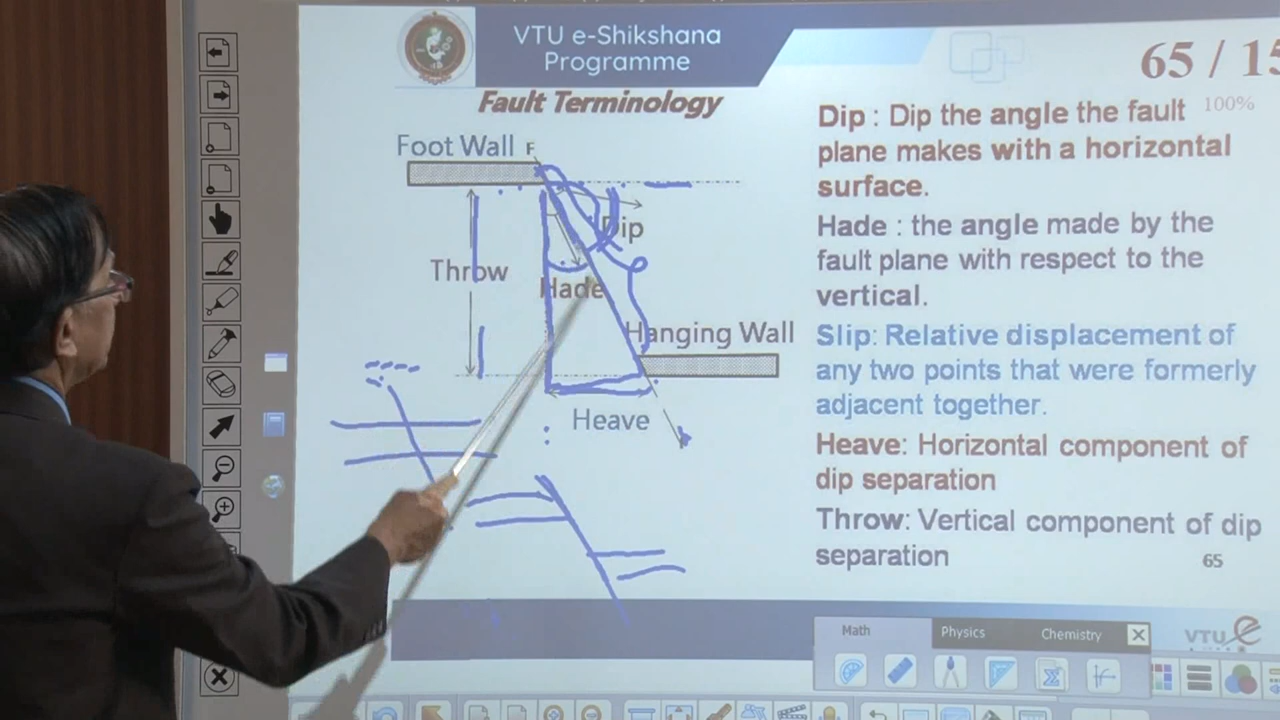 VTU e-Shikshana
Programme
65 / 15
100%
Fault Terminology
Foot Wall F
Dip
Throw
Hade
Hanging Wall
Heave
Dip : Dip the angle the fault
plane makes with a horizontal
surface.
Hade : the angle made by the
fault plane with respect to the
vertical.
Slip: Relative displacement of
any two points that were formerly
adjacent together.
Heave: Horizontal component of
dip separation
Throw: Vertical component of dip
separation
65
Math Physics Chemistry
VTU e